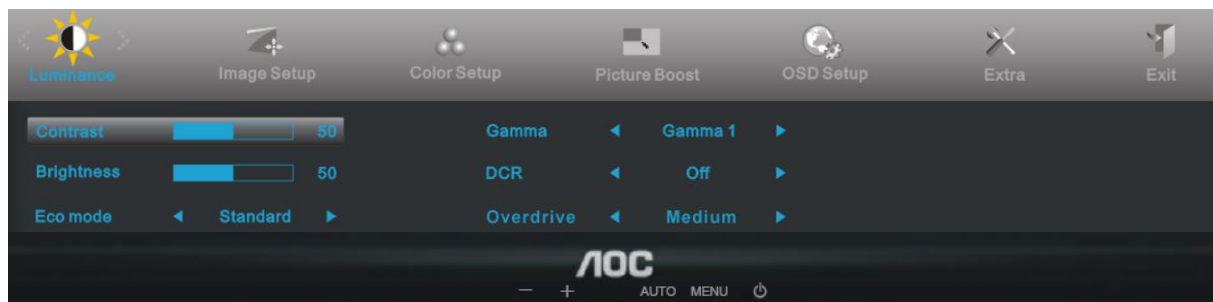 Luminance Image Setup Color Setup Picture Boost OSD Setup Extra Exit
Contrast 50 Gamma Gamma 1
Brightness 50 DCR Off
Eco mode Standard Overdrive Medium
AOC
− + AUTO MENU